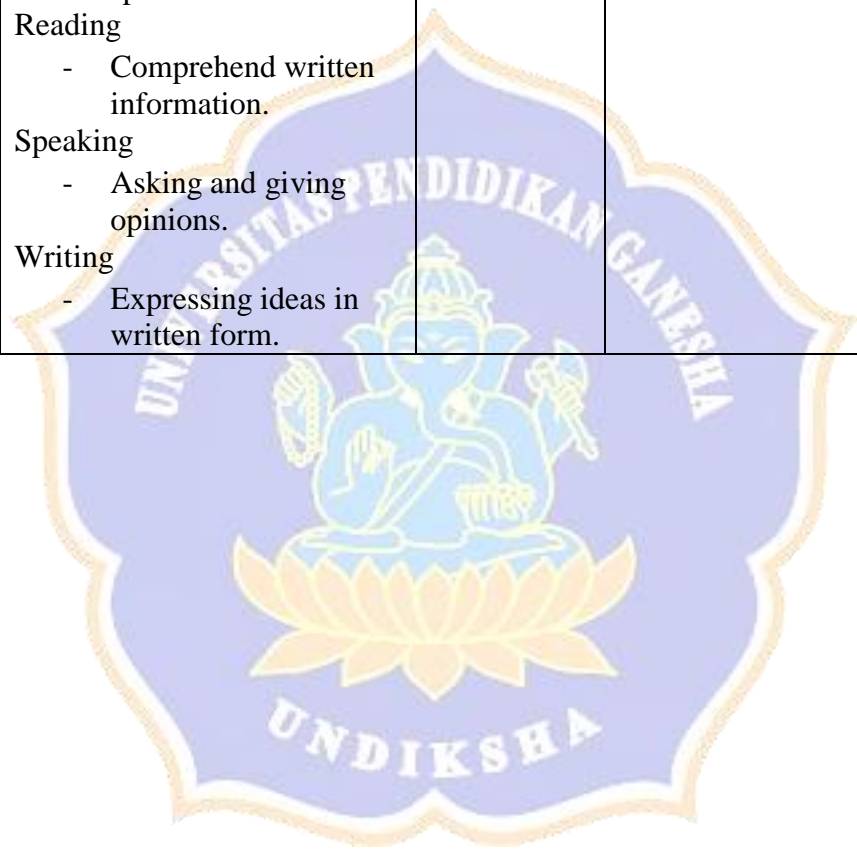 Reading
- Comprehend written
information.
Speaking
- Asking and giving
opinions.
Writing
- Expressing ideas in
written form.
UNIVERSITAS PENDIDIKAN GANESHA
UNDIKSHA